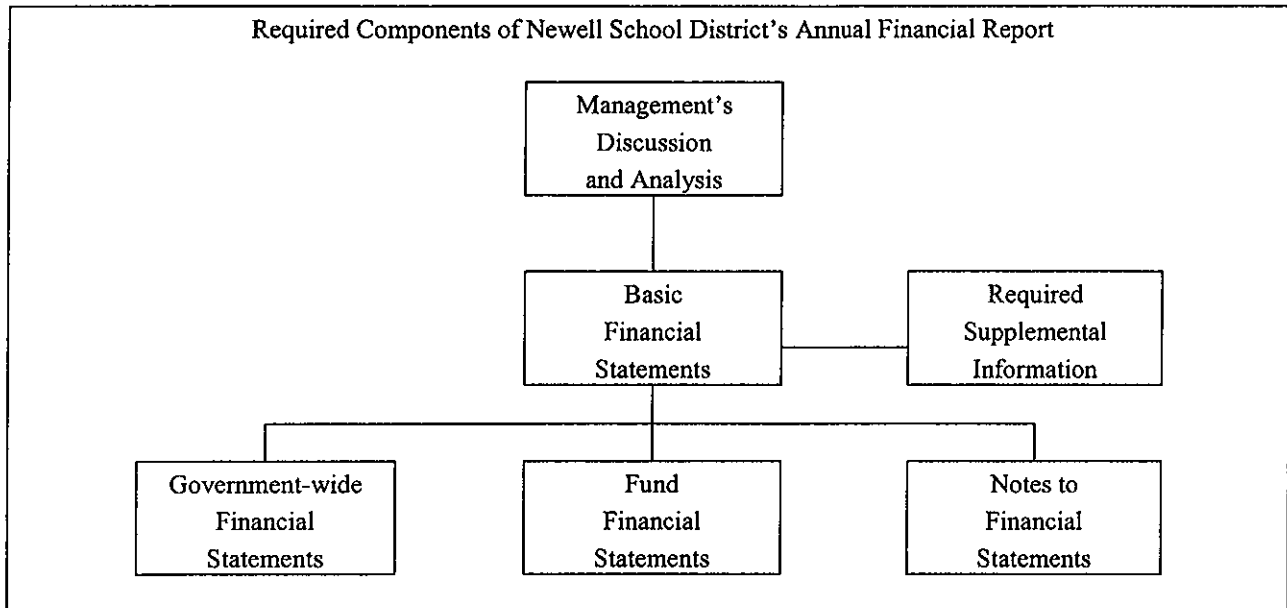 Required Components of Newell School District's Annual Financial Report
Management's
Discussion
and Analysis
Basic
Financial
Statements
Required
Supplemental
Information
Government-wide
Financial
Statements
Fund
Financial
Statements
Notes to
Financial
Statements